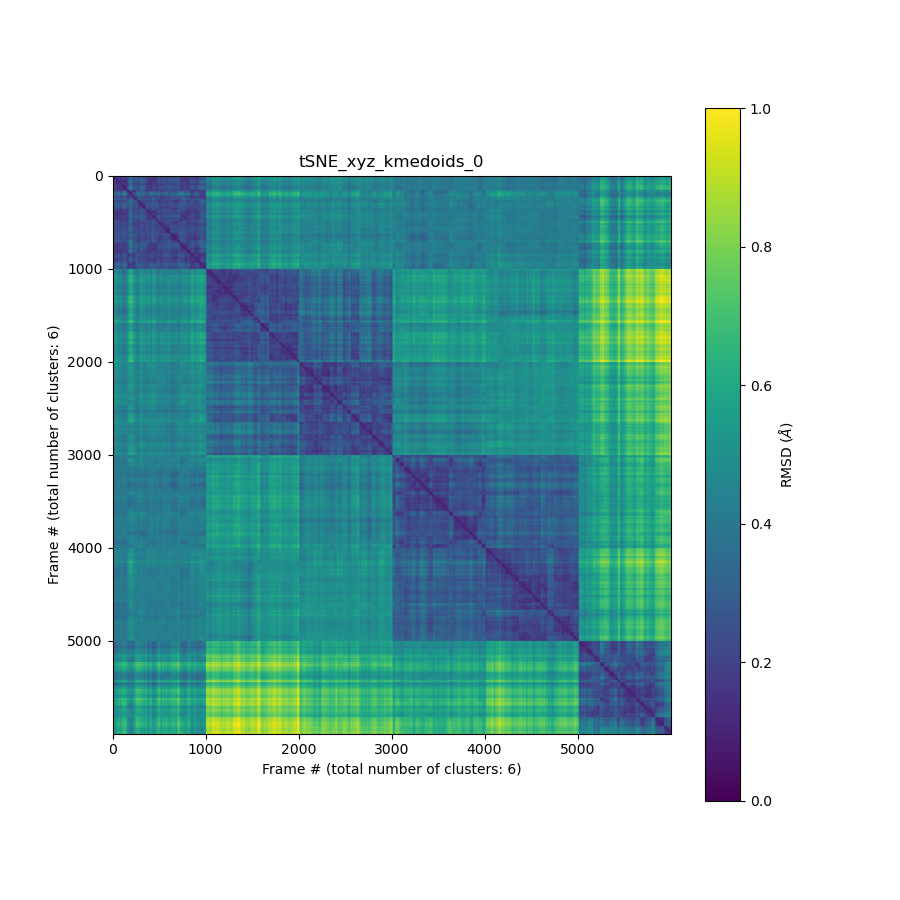 tSNE_xyz_kmedoids_0
0
1000
2000
3000
4000
5000
Frame # (total number of clusters: 6)
0 1000 2000 3000 4000 5000
Frame # (total number of clusters: 6)
1.0
0.8
0.6
0.4
0.2
0.0
RMSD (Å)